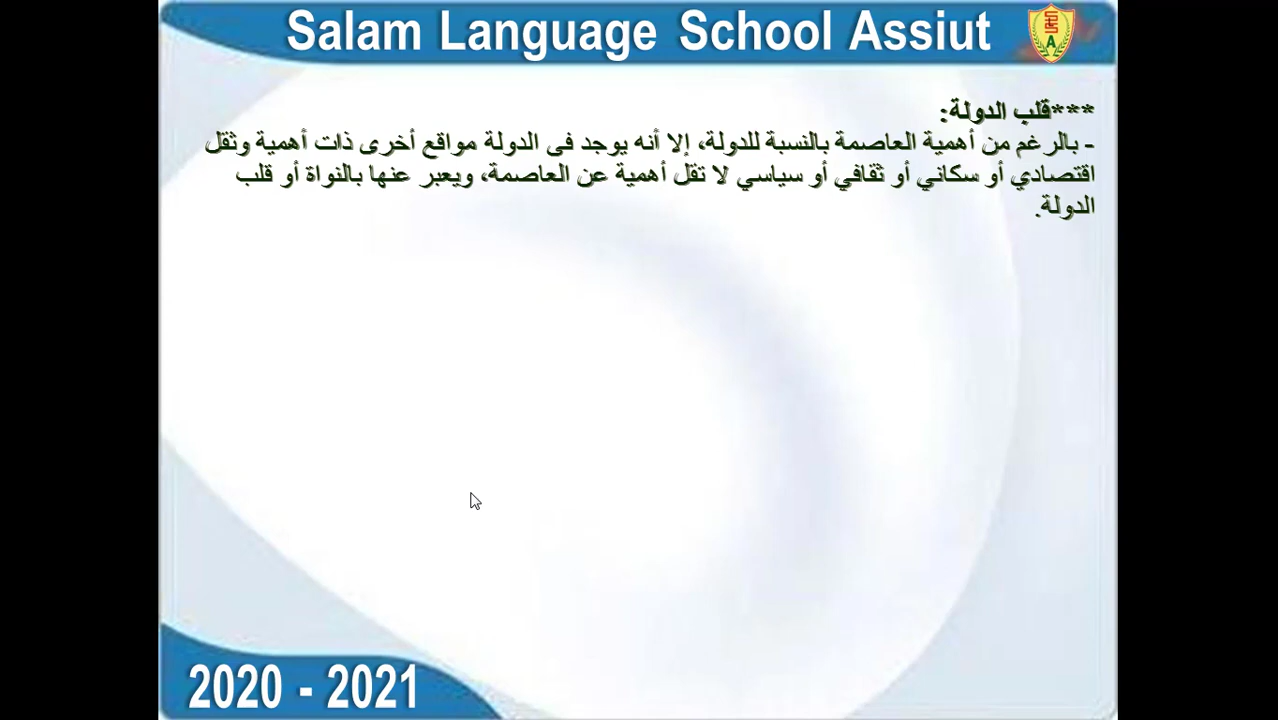 Salam Language School Assiut
***قلب الدولة:
- بالرغم من أهمية العاصمة بالنسبة للدولة، إلا أنه يوجد فى الدولة مواقع أخرى ذات أهمية وثقل
اقتصادي أو سكاني أو ثقافي أو سياسي لا تقل أهمية عن العاصمة، ويعبر عنها بالنواة أو قلب
الدولة.
2020 - 2021